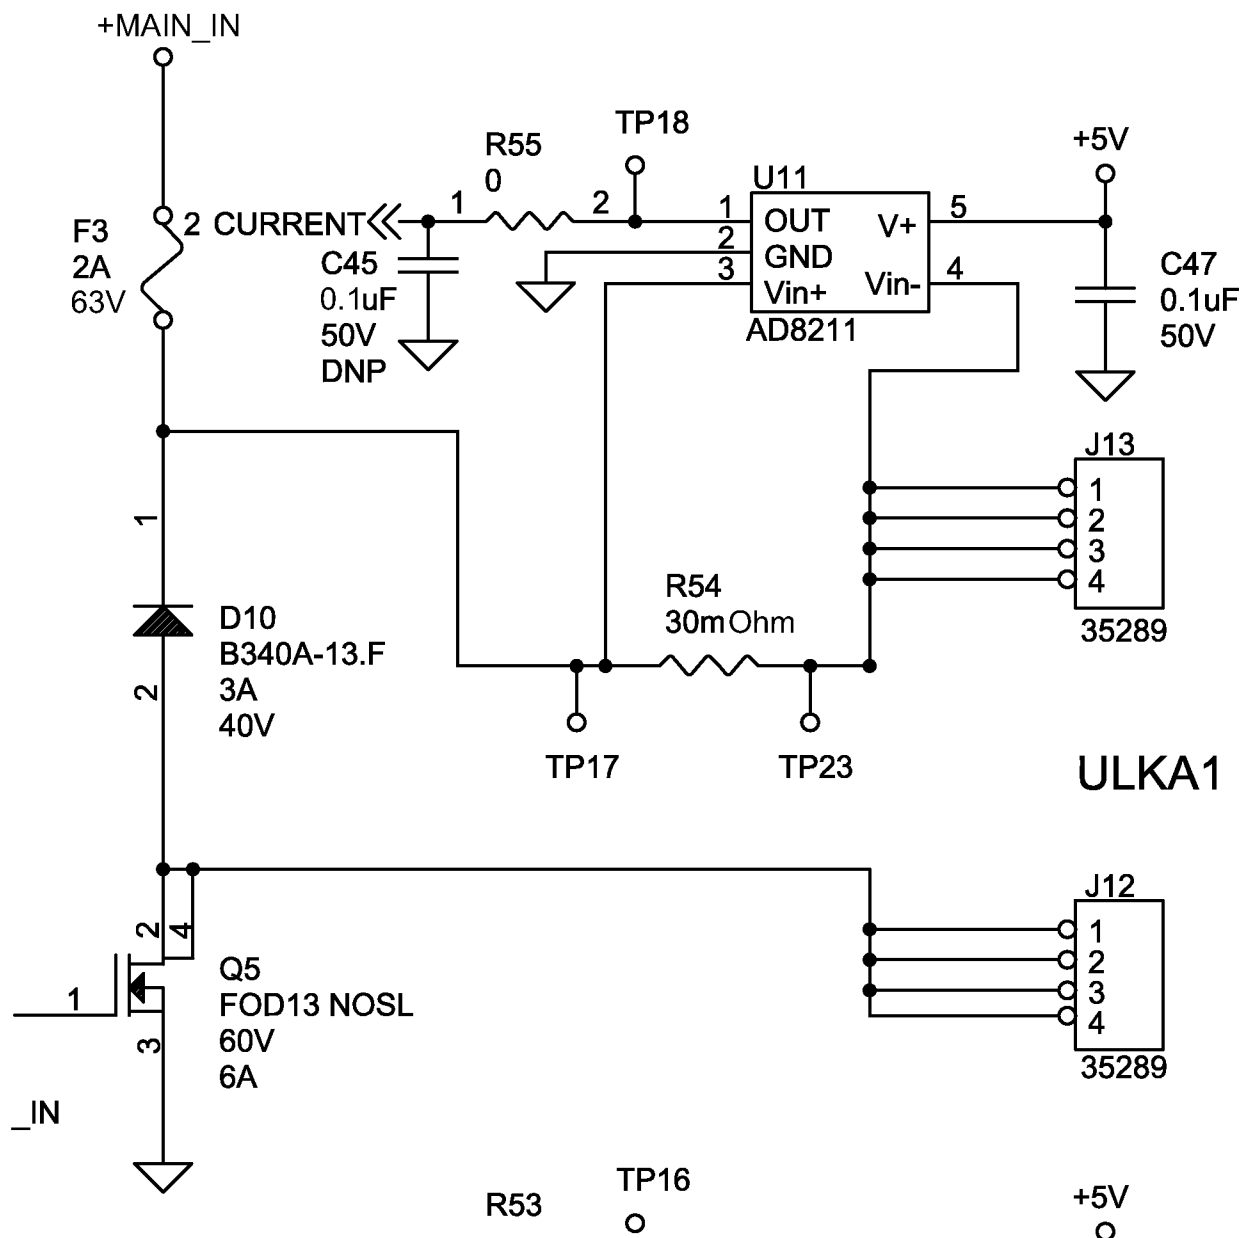 +MAIN_IN
TP18
R55
0
+5V
U11
F3
2A
63V
2
CURRENT
1
2
1
OUT
V+
5
2
GND
3
Vin+
Vin-
4
AD8211
C45
0.1uF
50V
DNP
C47
0.1uF
50V
J13
1
2
3
4
35289
1
R54
30mOhm
D10
B340A-13.F
3A
40V
2
TP17
TP23
ULKA1
J12
1
2
3
4
35289
2
4
1
Q5
FOD13 NOSL
60V
6A
3
_IN
R53
TP16
+5V